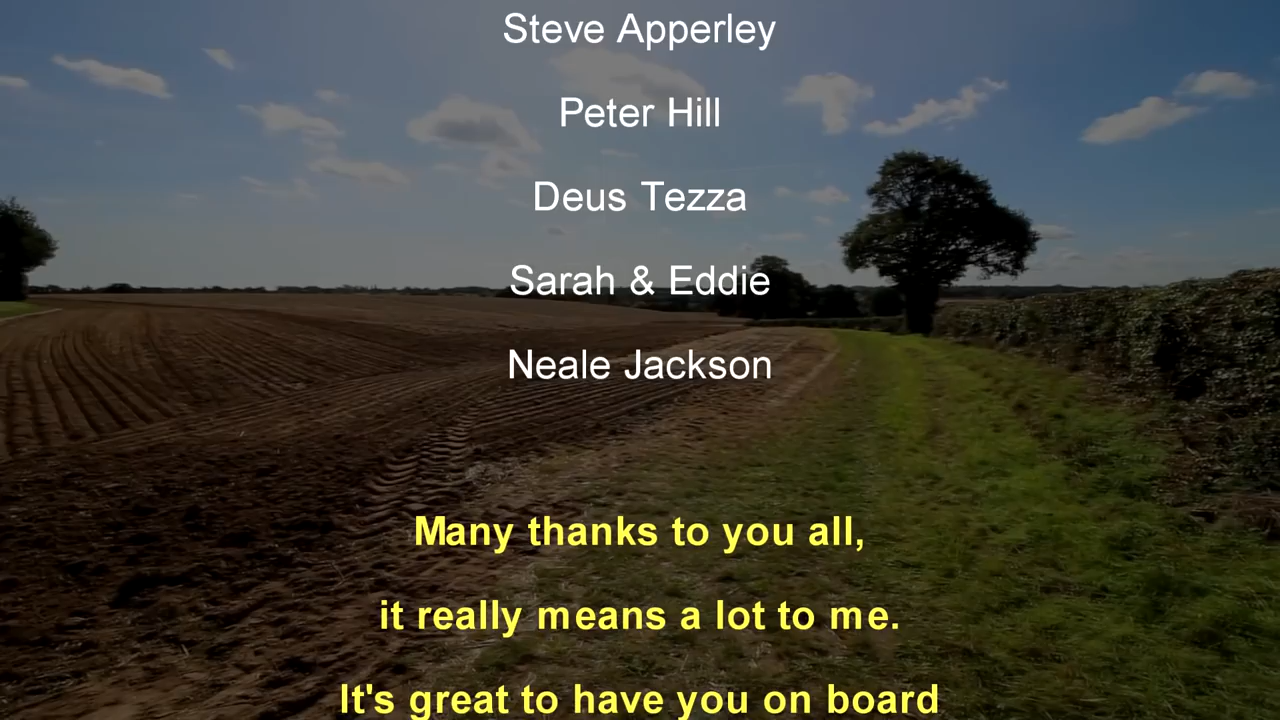 Steve Apperley
Peter Hill
Deus Tezza
Sarah & Eddie
Neale Jackson
Many thanks to you all,
it really means a lot to me.
It's great to have you on board